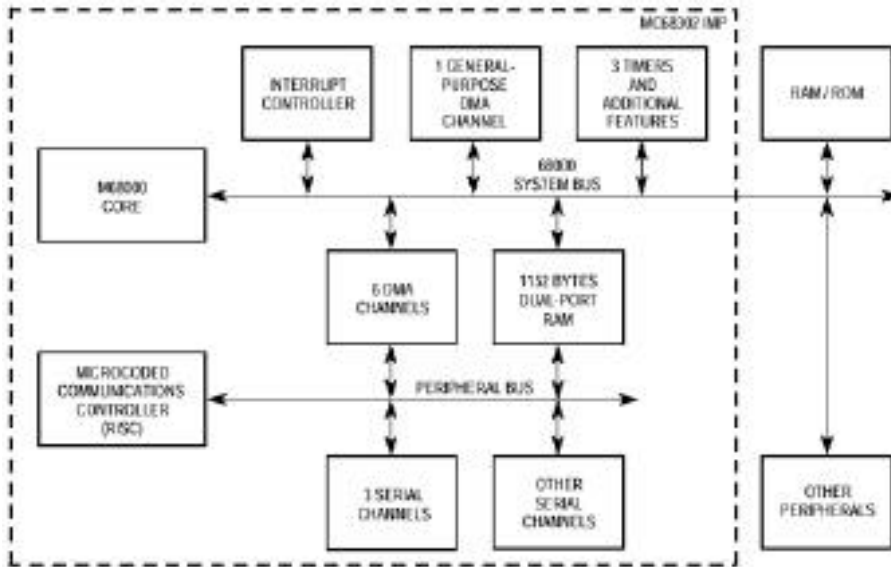 MC68302 IMP
INTERRUPT
CONTROLLER
1 GENERAL-
PURPOSE
DMA
CHANNEL
3 TIMERS
AND
ADDITIONAL
FEATURES
RAM / ROM
M68000
CORE
68000
SYSTEM BUS
6 DMA
CHANNELS
1152 BYTES
DUAL-PORT
RAM
MICROCODED
COMMUNICATIONS
CONTROLLER
(RISC)
PERIPHERAL BUS
3 SERIAL
CHANNELS
OTHER
SERIAL
CHANNELS
OTHER
PERIPHERALS